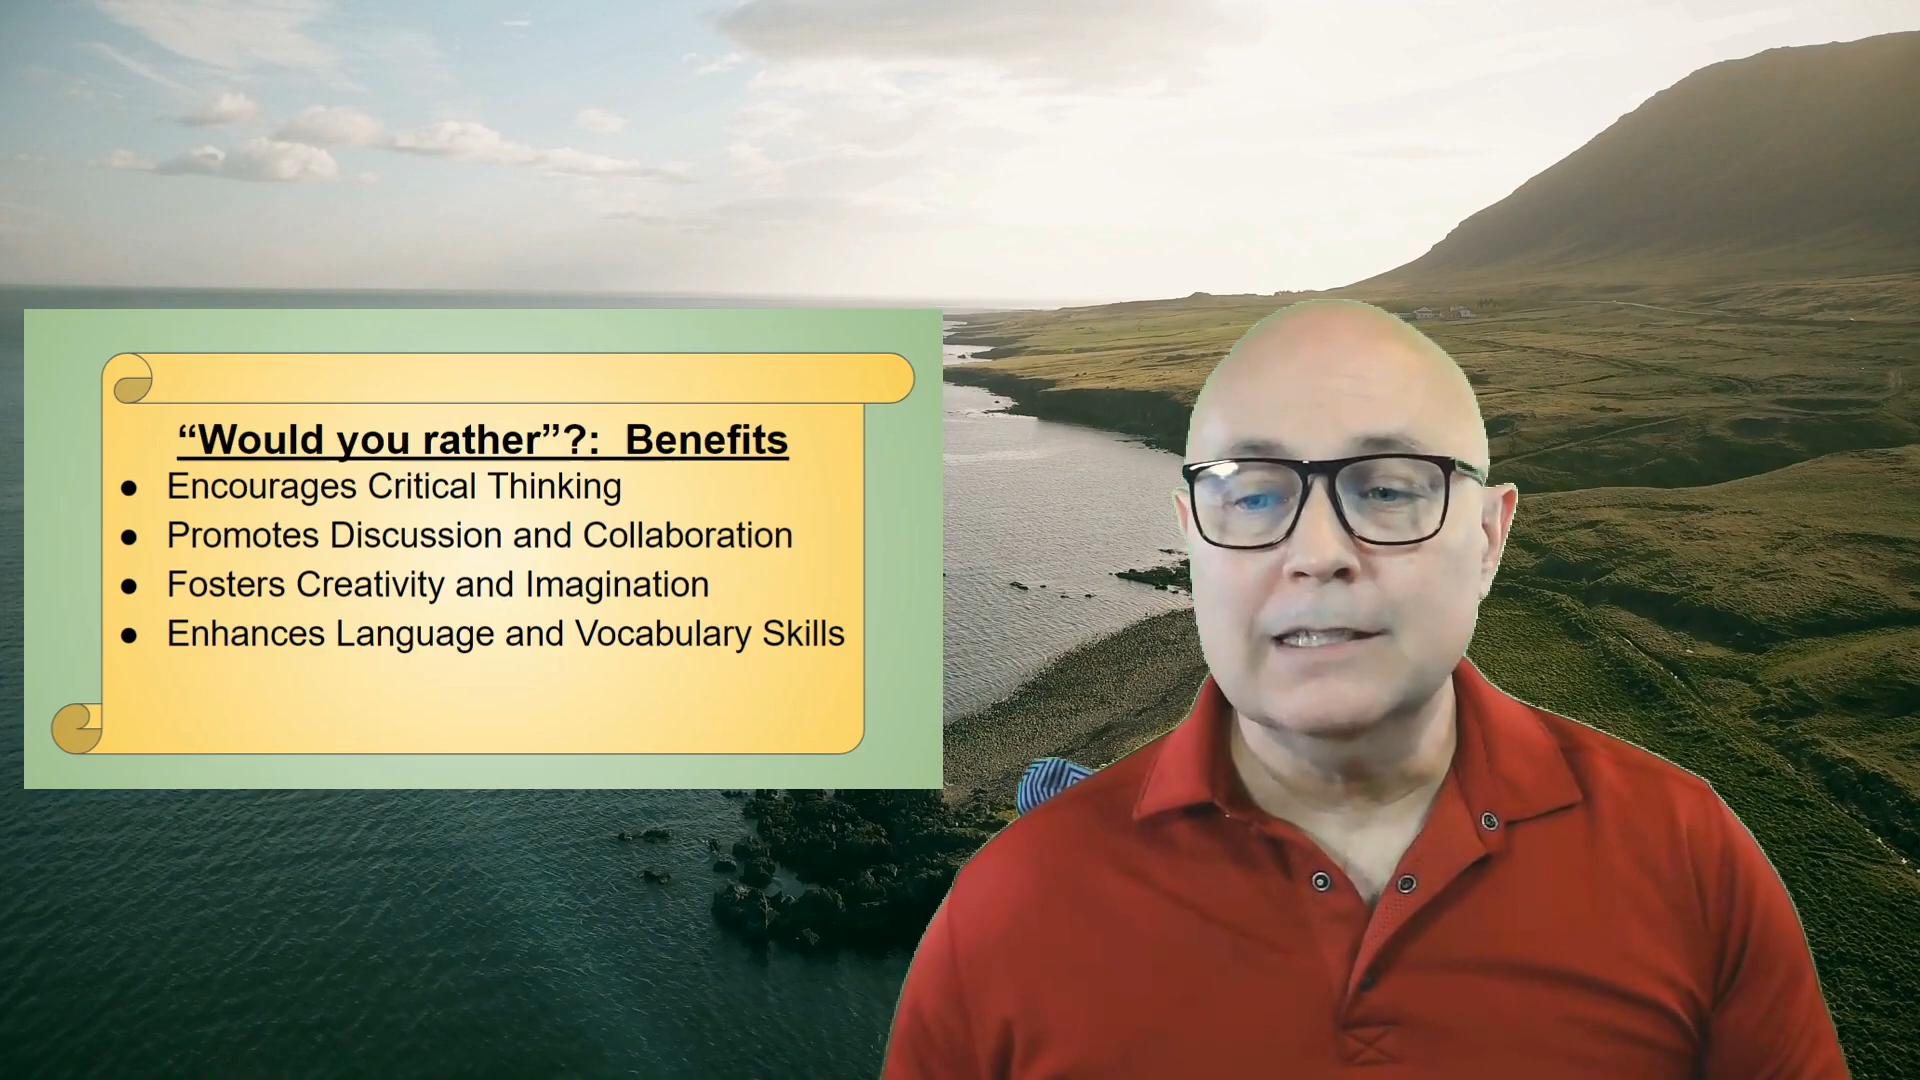 “Would you rather”?: Benefits
● Encourages Critical Thinking
● Promotes Discussion and Collaboration
● Fosters Creativity and Imagination
● Enhances Language and Vocabulary Skills